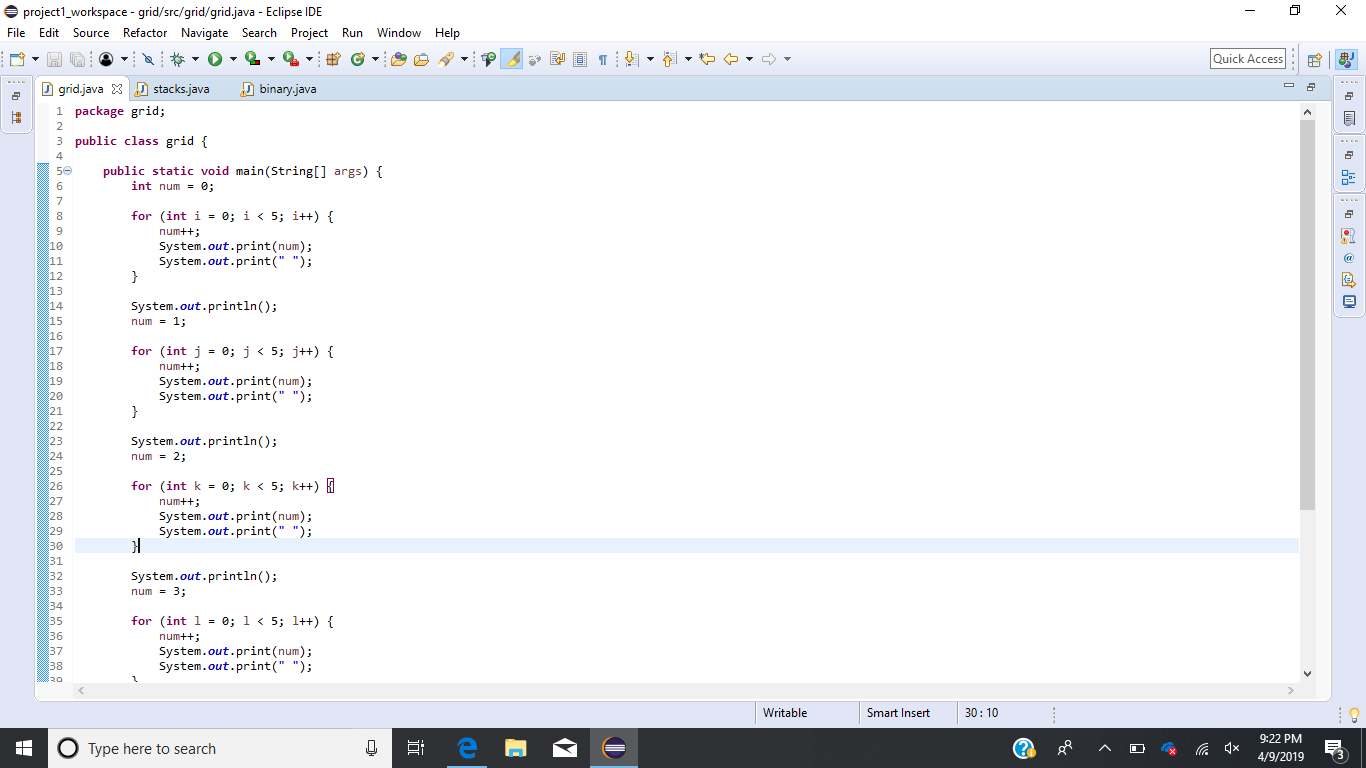 project1_workspace - grid/src/grid/grid.java - Eclipse IDE
File Edit Source Refactor Navigate Search Project Run Window Help
Quick Access
grid.java stacks.java binary.java
1 package grid;
2
3 public class grid {
4
5 public static void main(String[] args) {
6 int num = 0;
7
8 for (int i = 0; i < 5; i++) {
9 num++;
10 System.out.print(num);
11 System.out.print(" ");
12 }
13
14 System.out.println();
15 num = 1;
16
17 for (int j = 0; j < 5; j++) {
18 num++;
19 System.out.print(num);
20 System.out.print(" ");
21 }
22
23 System.out.println();
24 num = 2;
25
26 for (int k = 0; k < 5; k++) {
27 num++;
28 System.out.print(num);
29 System.out.print(" ");
30 }
31
32 System.out.println();
33 num = 3;
34
35 for (int l = 0; l < 5; l++) {
36 num++;
37 System.out.print(num);
38 System.out.print(" ");
39 }
Writable Smart Insert 30 : 10
Type here to search
9:22 PM
4/9/2019
3